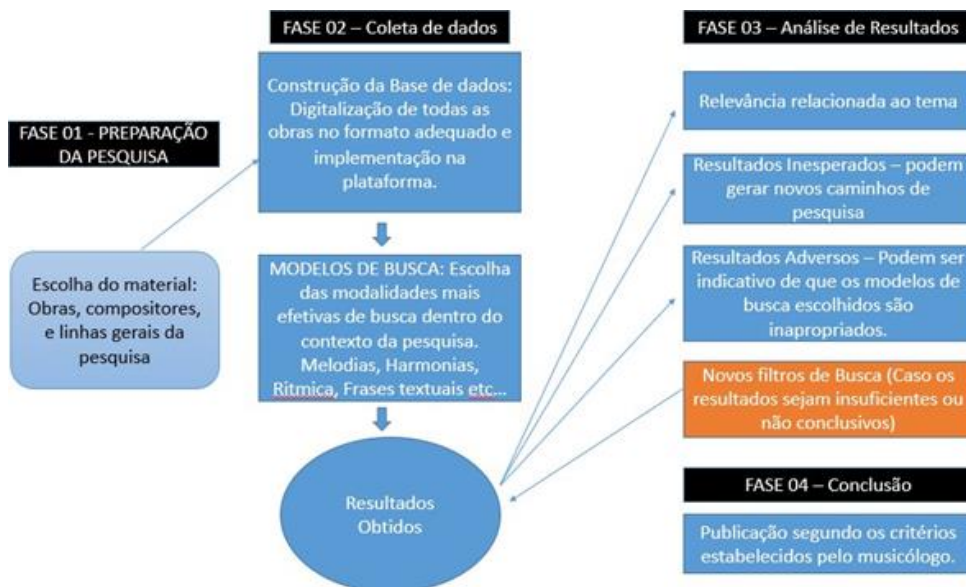 FASE 01 - PREPARAÇÃO
DA PESQUISA
Escolha do material:
Obras, compositores,
e linhas gerais da
pesquisa
FASE 02 – Coleta de dados
Construção da Base de dados:
Digitalização de todas as
obras no formato adequado e
implementação na
plataforma.
MODELOS DE BUSCA: Escolha
das modalidades mais
efetivas de busca dentro do
contexto da pesquisa.
Melodias, Harmonias,
Rítmica, Frases textuais etc...
Resultados
Obtidos
FASE 03 – Análise de Resultados
Relevância relacionada ao tema
Resultados Inesperados – podem
gerar novos caminhos de
pesquisa
Resultados Adversos – Podem ser
indicativo de que os modelos de
busca escolhidos são
inapropriados.
Novos filtros de Busca (Caso os
resultados sejam insuficientes ou
não conclusivos)
FASE 04 – Conclusão
Publicação segundo os critérios
estabelecidos pelo musicólogo.